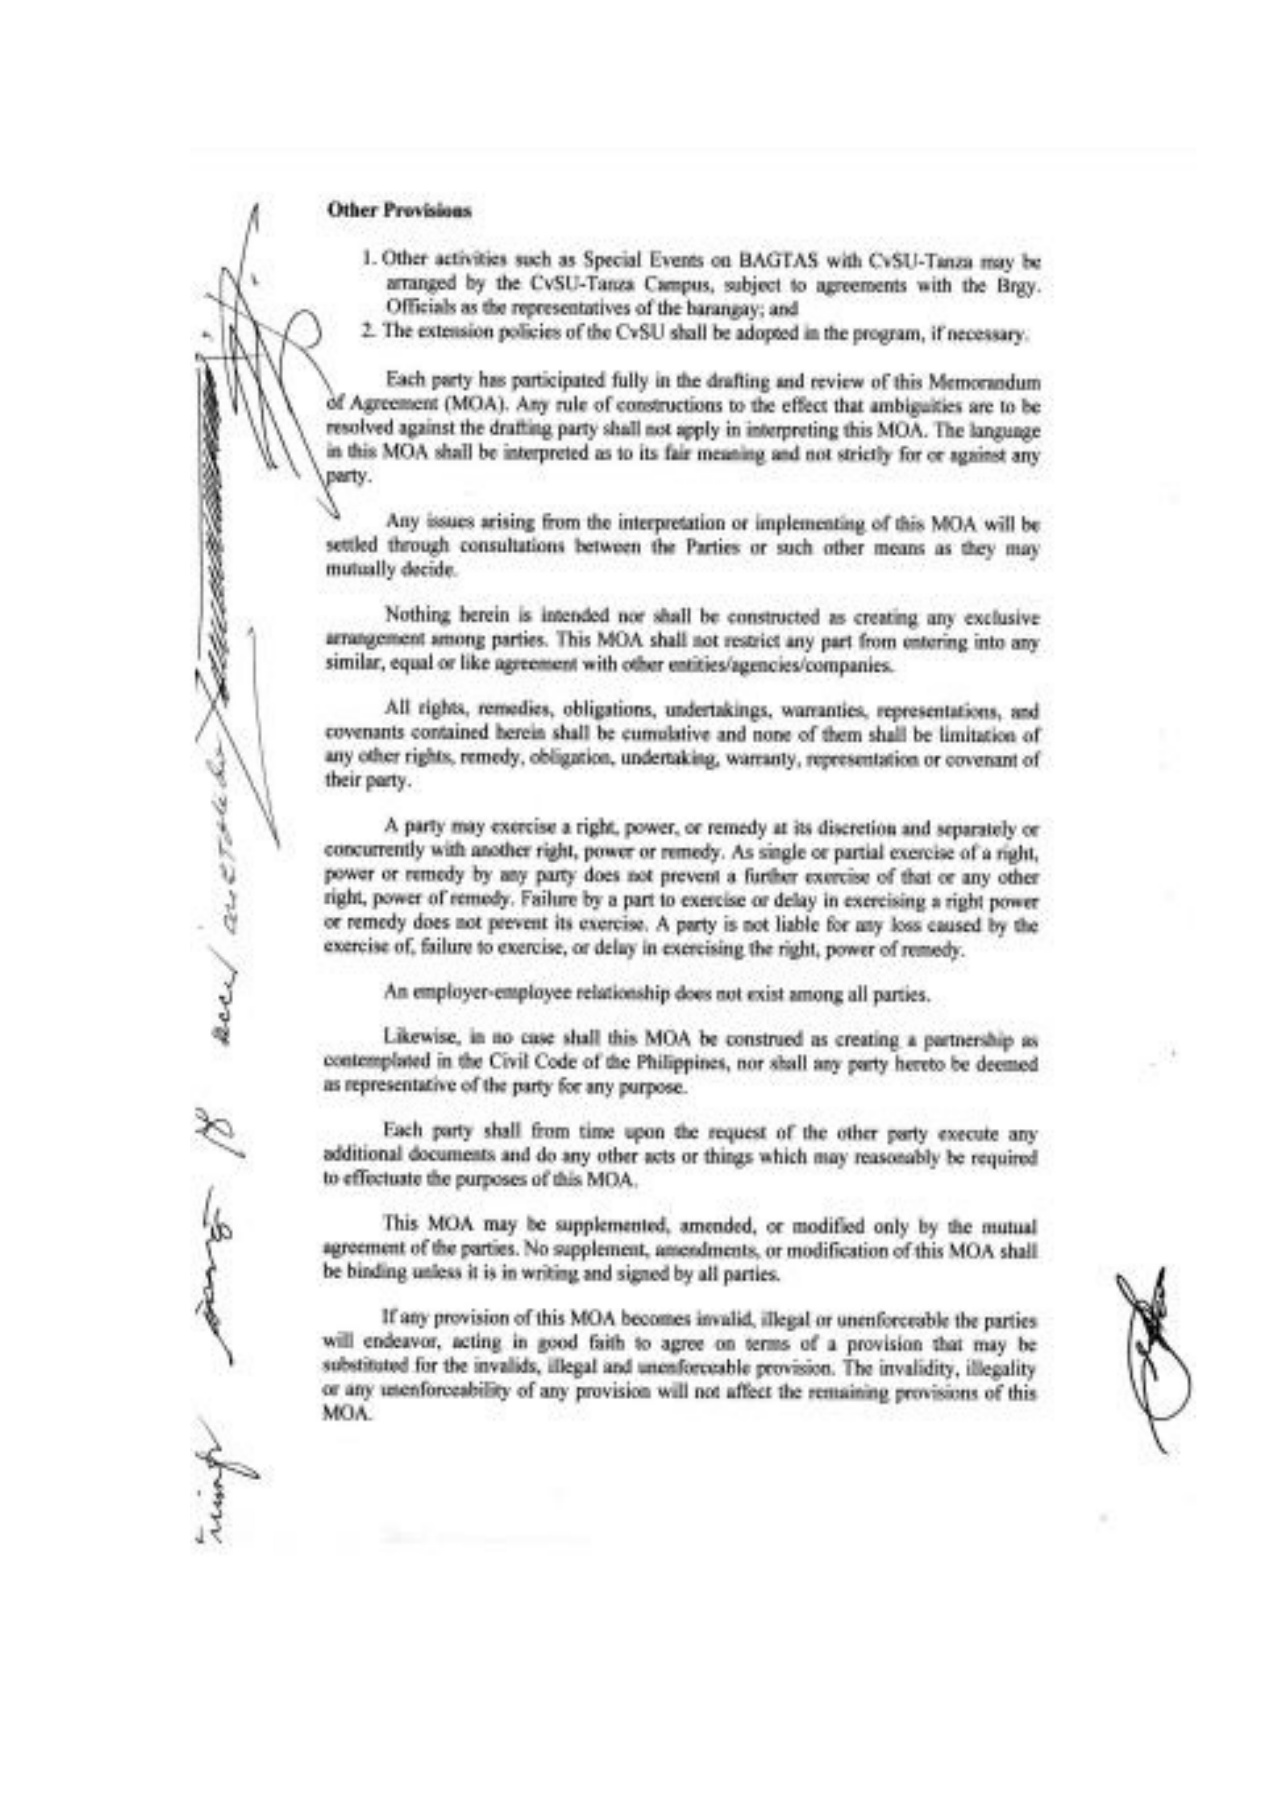 Other Provisions
1. Other activities such as Special Events on BAGTAS with CvSU-Tanza may be
arranged by the CvSU-Tanza Campus, subject to agreements with the Brgy.
Officials as the representatives of the barangay; and
2. The extension policies of the CvSU shall be adopted in the program, if necessary.
Each party has participated fully in the drafting and review of this Memorandum
of Agreement (MOA). Any rule of constructions to the effect that ambiguities are to be
resolved against the drafting party shall not apply in interpreting this MOA. The language
in this MOA shall be interpreted as to its fair meaning and not strictly for or against any
party.
Any issues arising from the interpretation or implementing of this MOA will be
settled through consultations between the Parties or such other means as they may
mutually decide.
Nothing herein is intended nor shall be constructed as creating any exclusive
arrangement among parties. This MOA shall not restrict any part from entering into any
similar, equal or like agreement with other entities/agencies/companies.
All rights, remedies, obligations, undertakings, warranties, representations, and
covenants contained herein shall be cumulative and none of them shall be limitation of
any other rights, remedy, obligation, undertaking, warranty, representation or covenant of
their party.
A party may exercise a right, power, or remedy at its discretion and separately or
concurrently with another right, power or remedy. As single or partial exercise of a right,
power or remedy by any party does not prevent a further exercise of that or any other
right, power of remedy. Failure by a part to exercise or delay in exercising a right power
or remedy does not prevent its exercise. A party is not liable for any loss caused by the
exercise of, failure to exercise, or delay in exercising the right, power of remedy.
An employer-employee relationship does not exist among all parties.
Likewise, in no case shall this MOA be construed as creating a partnership as
contemplated in the Civil Code of the Philippines, nor shall any party hereto be deemed
as representative of the party for any purpose.
Each party shall from time upon the request of the other party execute any
additional documents and do any other acts or things which may reasonably be required
to effectuate the purposes of this MOA.
This MOA may be supplemented, amended, or modified only by the mutual
agreement of the parties. No supplement, amendments, or modification of this MOA shall
be binding unless it is in writing and signed by all parties.
If any provision of this MOA becomes invalid, illegal or unenforceable the parties
will endeavor, acting in good faith to agree on terms of a provision that may be
substituted for the invalids, illegal and unenforceable provision. The invalidity, illegality
or any unenforceability of any provision will not affect the remaining provisions of this
MOA.